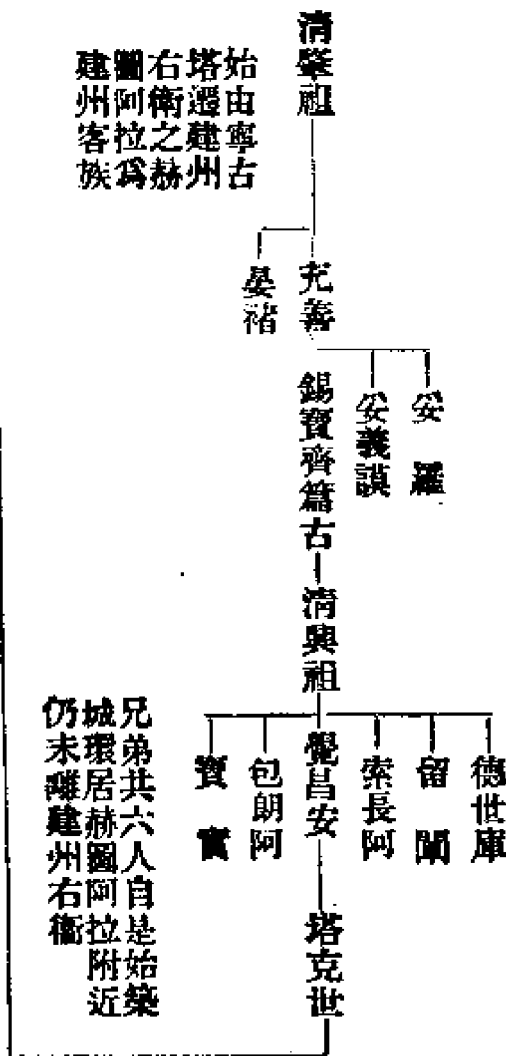 清肇祖
始由寧古
塔遷建州
右衛之赫
圖阿拉爲
建州客族
充善
晏禇
妥　羅
妥義謨
錫寶齊篇古
清興祖
德世庫
留　闡
索長阿
覺昌安
包朗阿
寶　實
塔克世
兄弟共六人自是始築
城環居赫圖阿拉附近
仍未離建州右衞